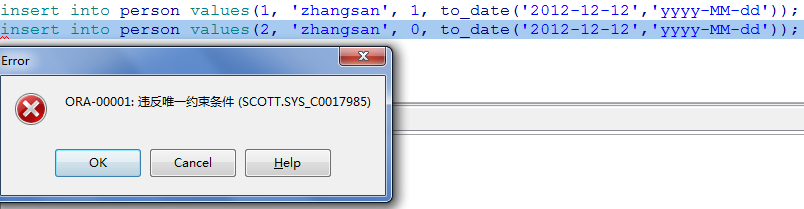 insert into person values(1, 'zhangsan', 1, to_date('2012-12-12','yyyy-MM-dd'));
insert into person values(2, 'zhangsan', 0, to_date('2012-12-12','yyyy-MM-dd'));
Error
ORA-00001: 违反唯一约束条件 (SCOTT.SYS_C0017985)
OK Cancel Help